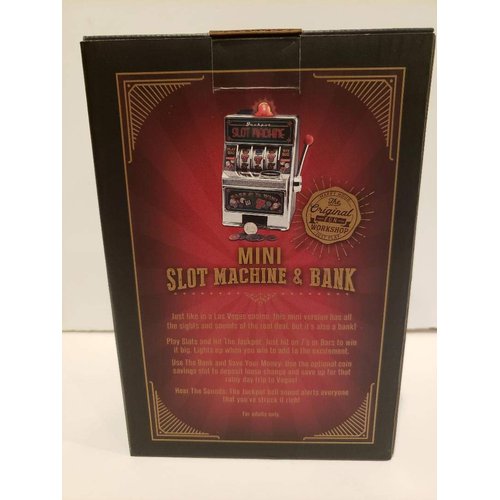 Jackpot
SLOT MACHINE
The
Original
FUN
WORKSHOP
MINI
SLOT MACHINE & BANK
Just like in a Las Vegas casino, this mini version has all
the sights and sounds of the real deal, but it's also a bank!
Play Slots and Hit The Jackpot. Just hit on 7's or Bars to win
it big. Lights up when you win to add to the excitement.
Use The Bank and Save Your Money. Use the optional coin
savings slot to deposit loose change and save up for that
rainy day trip to Vegas!
Hear The Sounds: The Jackpot bell sound alerts everyone
that you've struck it rich!
For adults only.